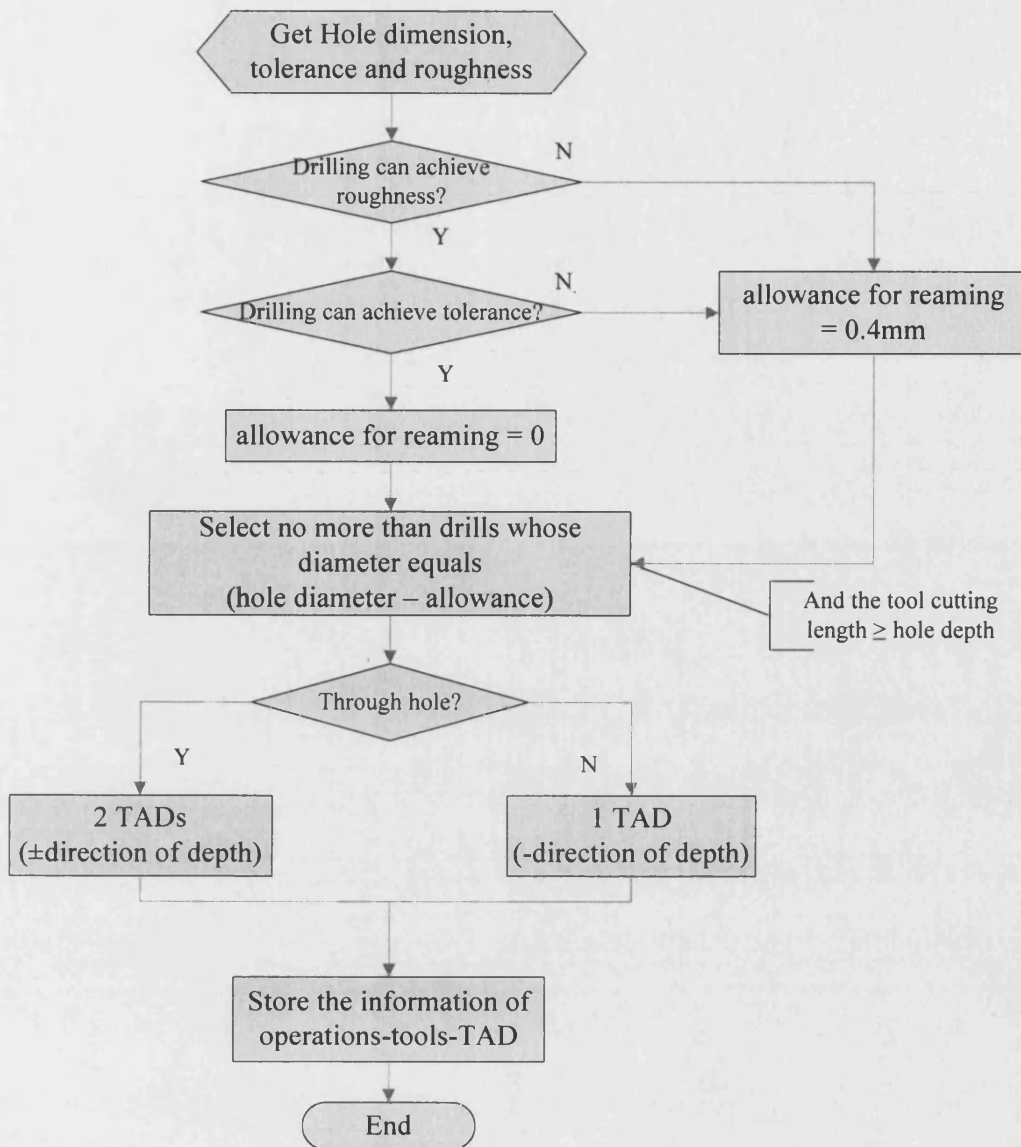 Get Hole dimension,
tolerance and roughness
Drilling can achieve
roughness?
N
Y
Drilling can achieve tolerance?
N
allowance for reaming
= 0.4mm
Y
allowance for reaming = 0
Select no more than drills whose
diameter equals
(hole diameter – allowance)
And the tool cutting
length ≥ hole depth
Through hole?
Y
N
2 TADs
(±direction of depth)
1 TAD
(-direction of depth)
Store the information of
operations-tools-TAD
End